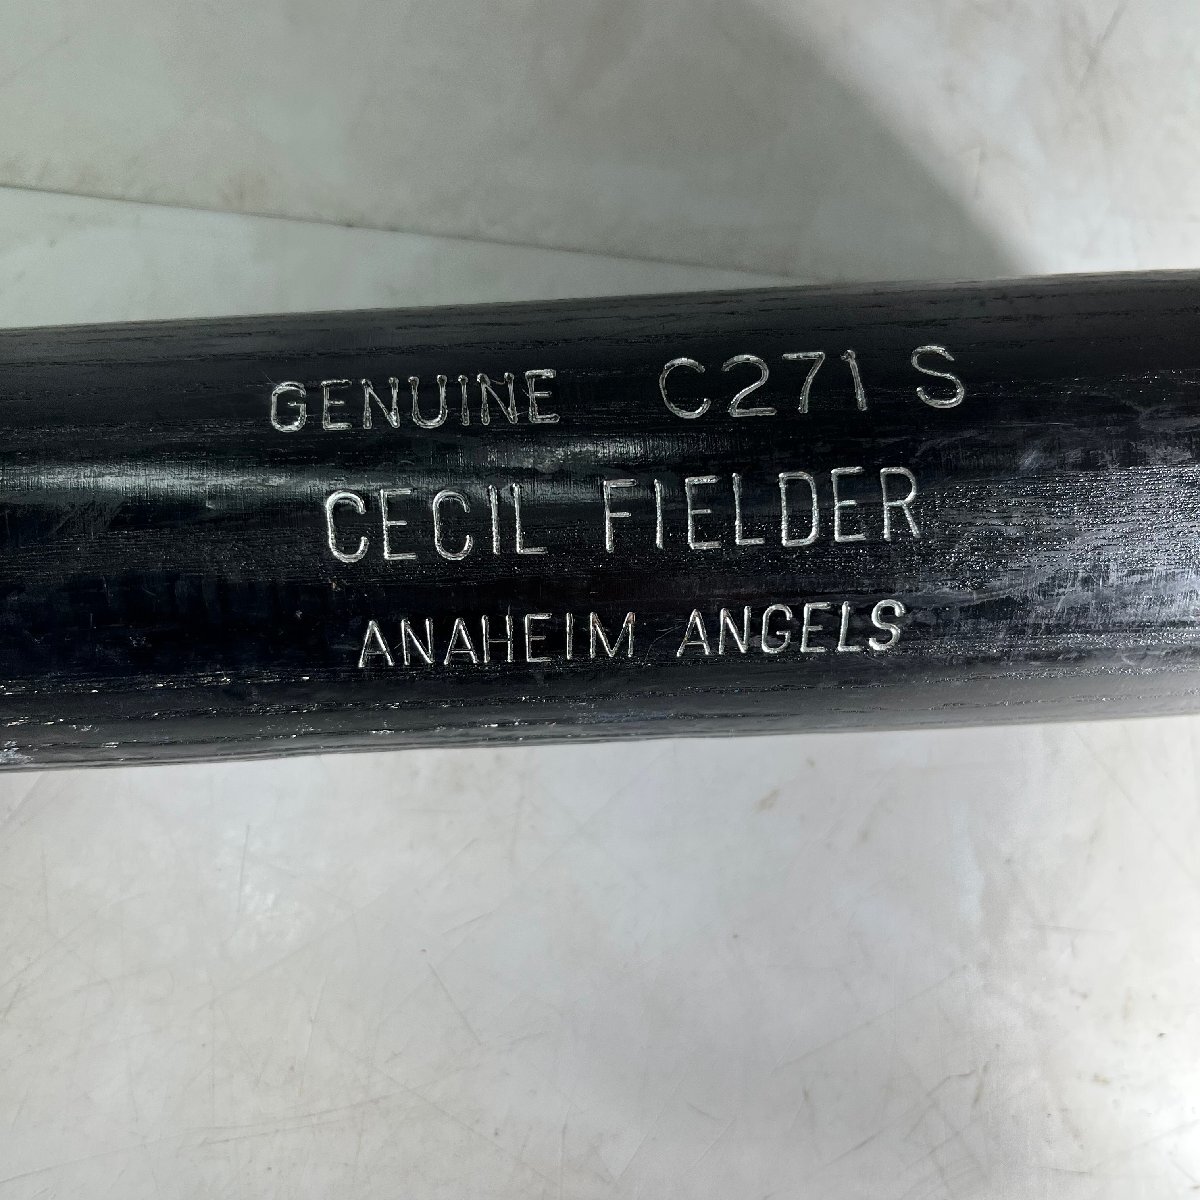 GENUINE C271 S
CECIL FIELDER
ANAHEIM ANGELS